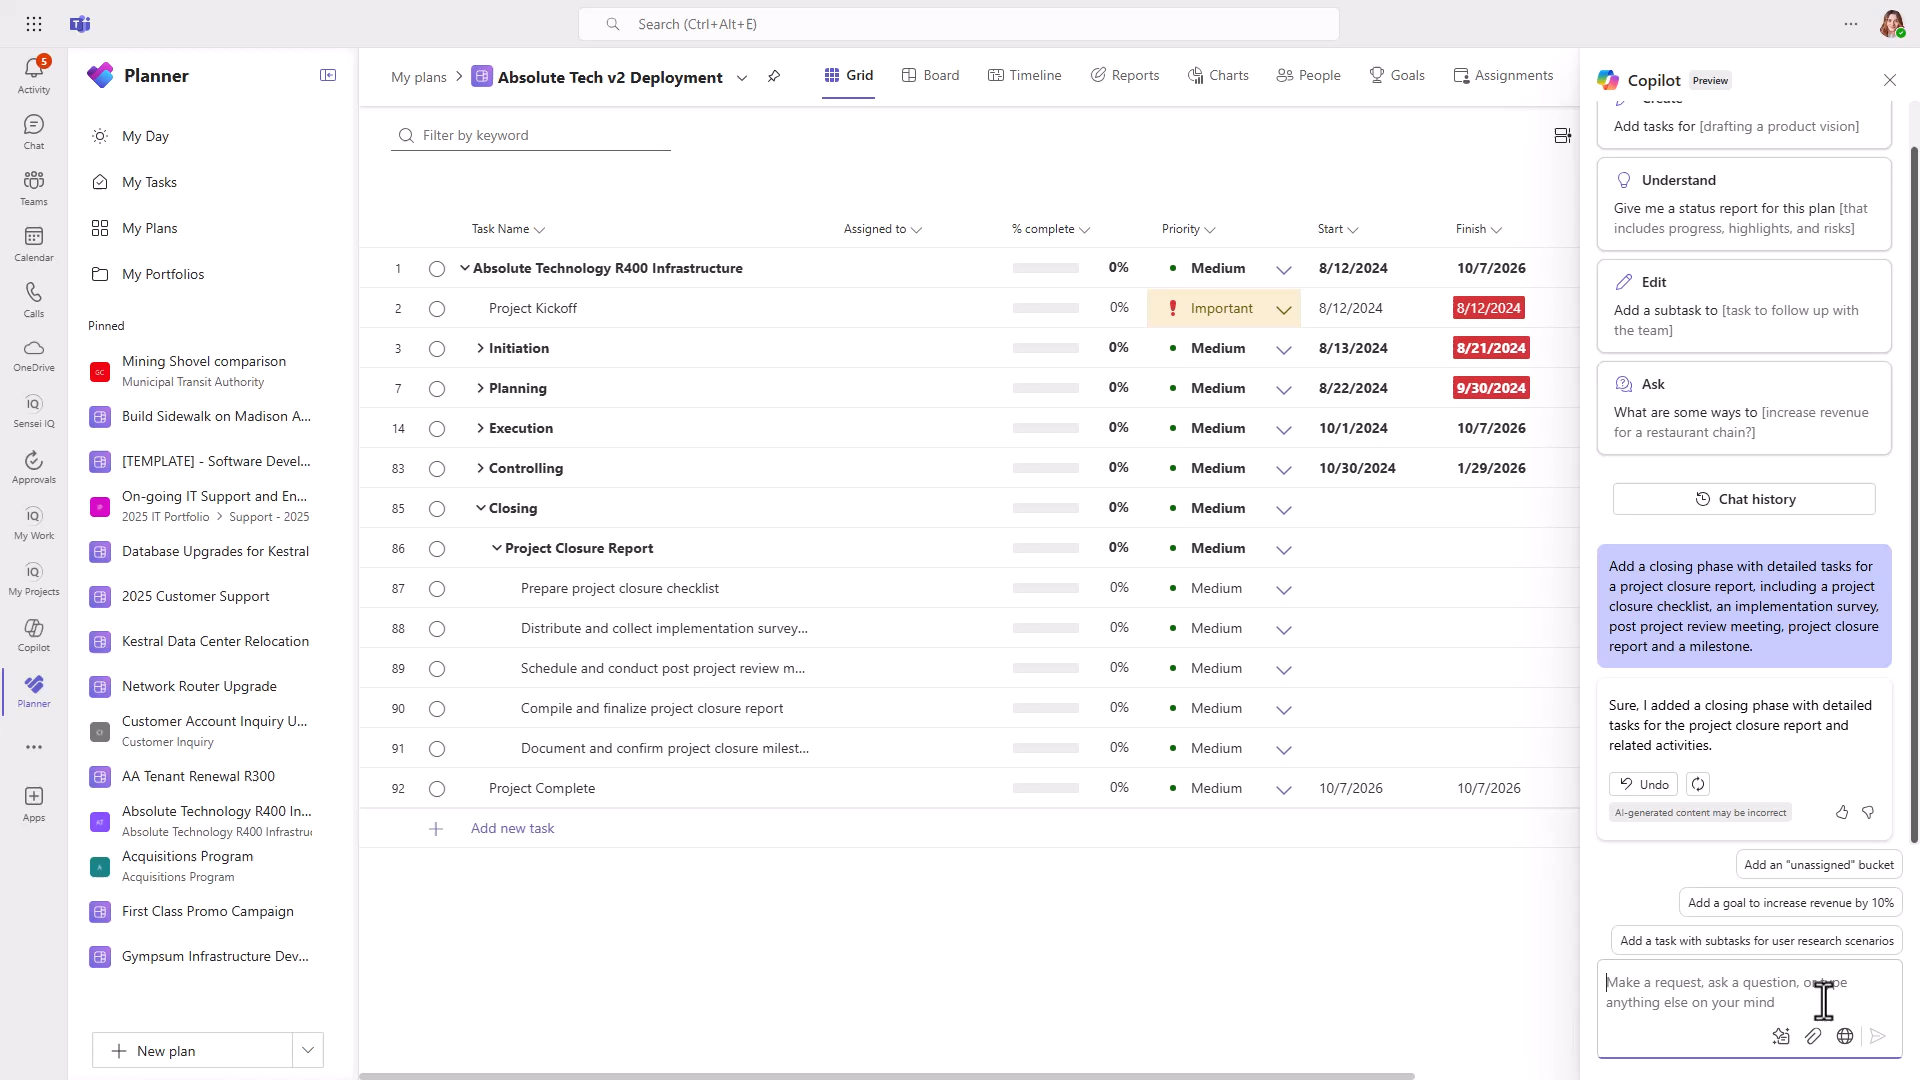 Search (Ctrl+Alt+E)
5
Activity
Chat
Teams
Calendar
Calls
OneDrive
IQ
Sensei IQ
Approvals
IQ
My Work
IQ
My Projects
Copilot
Planner
Apps
Planner
My Day
My Tasks
My Plans
My Portfolios
Pinned
GC
Mining Shovel comparison
Municipal Transit Authority
Build Sidewalk on Madison A...
[TEMPLATE] - Software Devel...
On-going IT Support and En...
2025 IT Portfolio > Support - 2025
Database Upgrades for Kestral
2025 Customer Support
Kestral Data Center Relocation
Network Router Upgrade
Customer Account Inquiry U...
CI
Customer Inquiry
AA Tenant Renewal R300
Absolute Technology R400 In...
AT
Absolute Technology R400 Infrastru
Acquisitions Program
A
Acquisitions Program
First Class Promo Campaign
Gympsum Infrastructure Dev...
New plan
My plans > Absolute Tech v2 Deployment
Grid Board Timeline Reports Charts People Goals Assignments
Filter by keyword
Task Name Assigned to % complete Priority Start Finish
1 Absolute Technology R400 Infrastructure 0% Medium 8/12/2024 10/7/2026
2 Project Kickoff 0% Important 8/12/2024 8/12/2024
3 Initiation 0% Medium 8/13/2024 8/21/2024
7 Planning 0% Medium 8/22/2024 9/30/2024
14 Execution 0% Medium 10/1/2024 10/7/2026
83 Controlling 0% Medium 10/30/2024 1/29/2026
85 Closing 0% Medium
86 Project Closure Report 0% Medium
87 Prepare project closure checklist 0% Medium
88 Distribute and collect implementation survey... 0% Medium
89 Schedule and conduct post project review m... 0% Medium
90 Compile and finalize project closure report 0% Medium
91 Document and confirm project closure milest... 0% Medium
92 Project Complete 0% Medium 10/7/2026 10/7/2026
Add new task
Copilot Preview
Create
Add tasks for [drafting a product vision]
Understand
Give me a status report for this plan [that
includes progress, highlights, and risks]
Edit
Add a subtask to [task to follow up with
the team]
Ask
What are some ways to [increase revenue
for a restaurant chain?]
Chat history
Add a closing phase with detailed tasks for
a project closure report, including a project
closure checklist, an implementation survey,
post project review meeting, project closure
report and a milestone.
Sure, I added a closing phase with detailed
tasks for the project closure report and
related activities.
Undo
AI-generated content may be incorrect
Add an "unassigned" bucket
Add a goal to increase revenue by 10%
Add a task with subtasks for user research scenarios
Make a request, ask a question, or type
anything else on your mind